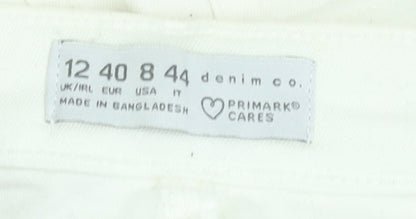 12 40 8 44 denim co.
UK/IRL EUR USA IT
MADE IN BANGLADESH
PRIMARK®
CARES